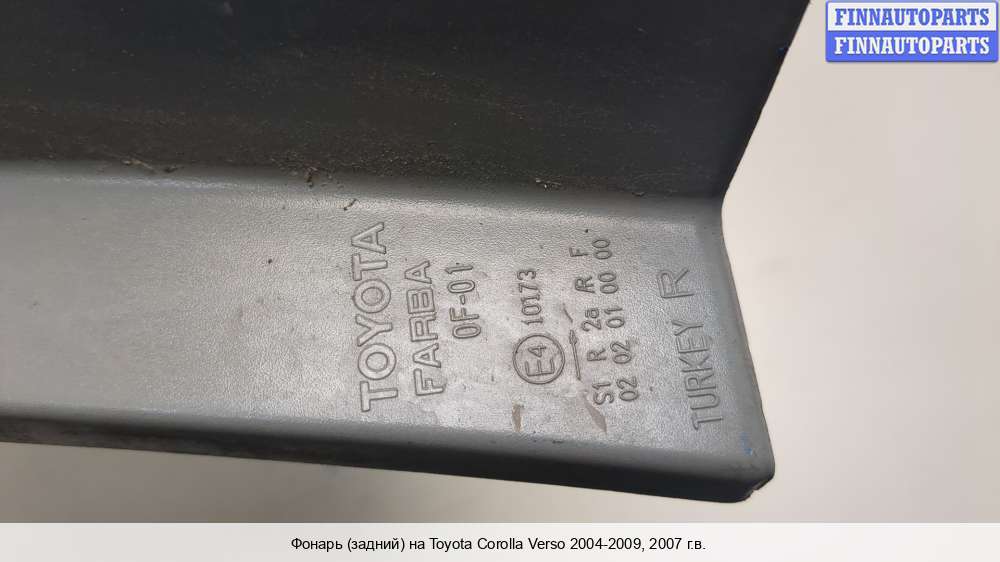 FINNAUTOPARTS
FINNAUTOPARTS
TOYOTA
FARBA
0F-01
E4 10173
S1 R 2a AR F
02 02 01 00 00
TURKEY R
Фонарь (задний) на Toyota Corolla Verso 2004-2009, 2007 г.в.